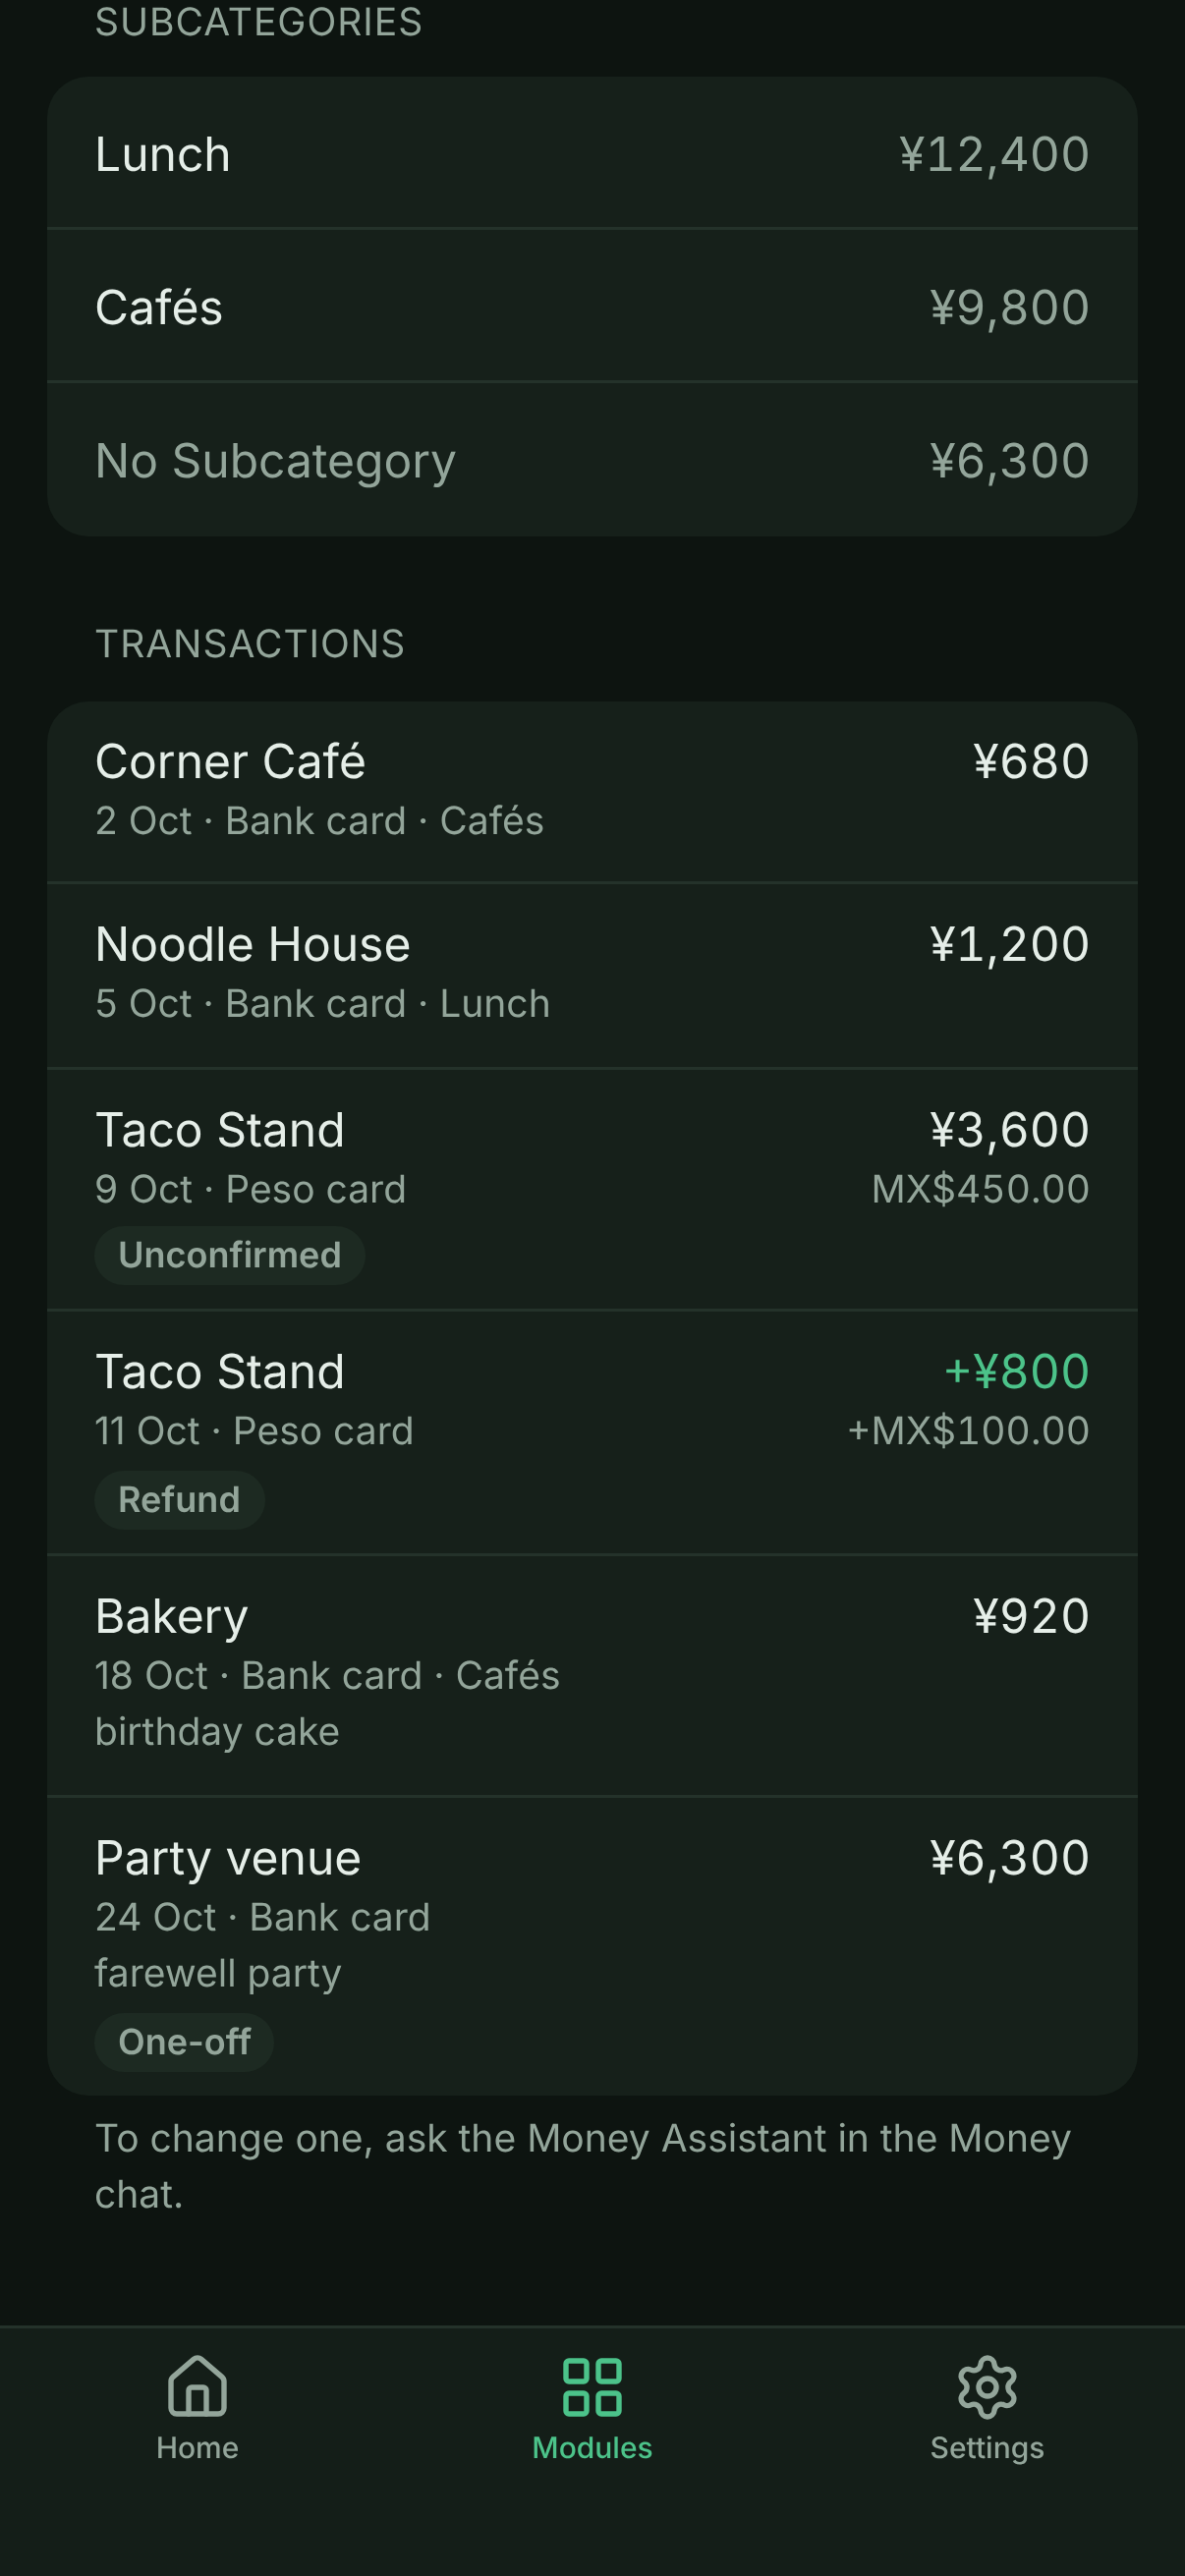 SUBCATEGORIES
Lunch ¥12,400
Cafés ¥9,800
No Subcategory ¥6,300
TRANSACTIONS
Corner Café ¥680
2 Oct · Bank card · Cafés
Noodle House ¥1,200
5 Oct · Bank card · Lunch
Taco Stand ¥3,600
9 Oct · Peso card MX$450.00
Unconfirmed
Taco Stand +¥800
11 Oct · Peso card +MX$100.00
Refund
Bakery ¥920
18 Oct · Bank card · Cafés
birthday cake
Party venue ¥6,300
24 Oct · Bank card
farewell party
One-off
To change one, ask the Money Assistant in the Money
chat.
Home Modules Settings